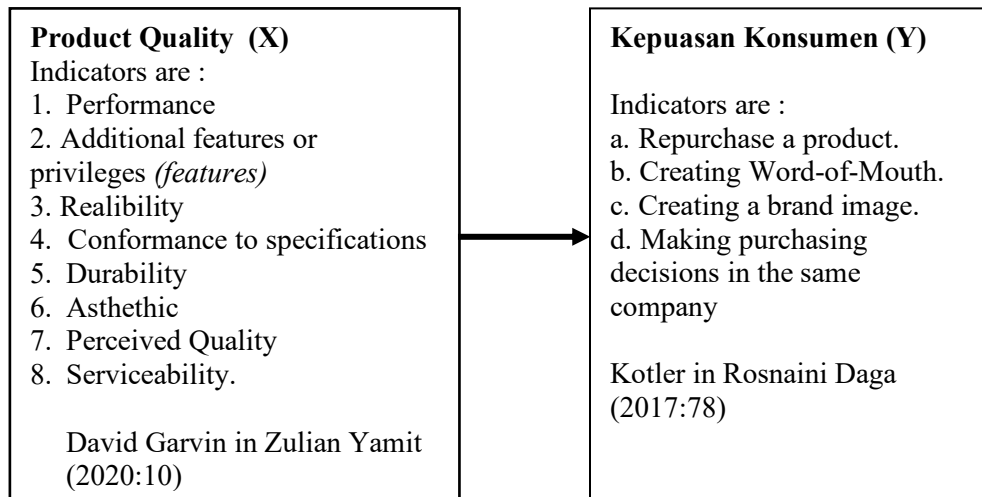 Product Quality (X)
Indicators are :
1. Performance
2. Additional features or
privileges (features)
3. Realibility
4. Conformance to specifications
5. Durability
6. Asthethic
7. Perceived Quality
8. Serviceability.
David Garvin in Zulian Yamit
(2020:10)
Kepuasan Konsumen (Y)
Indicators are :
a. Repurchase a product.
b. Creating Word-of-Mouth.
c. Creating a brand image.
d. Making purchasing
decisions in the same
company
Kotler in Rosnaini Daga
(2017:78)